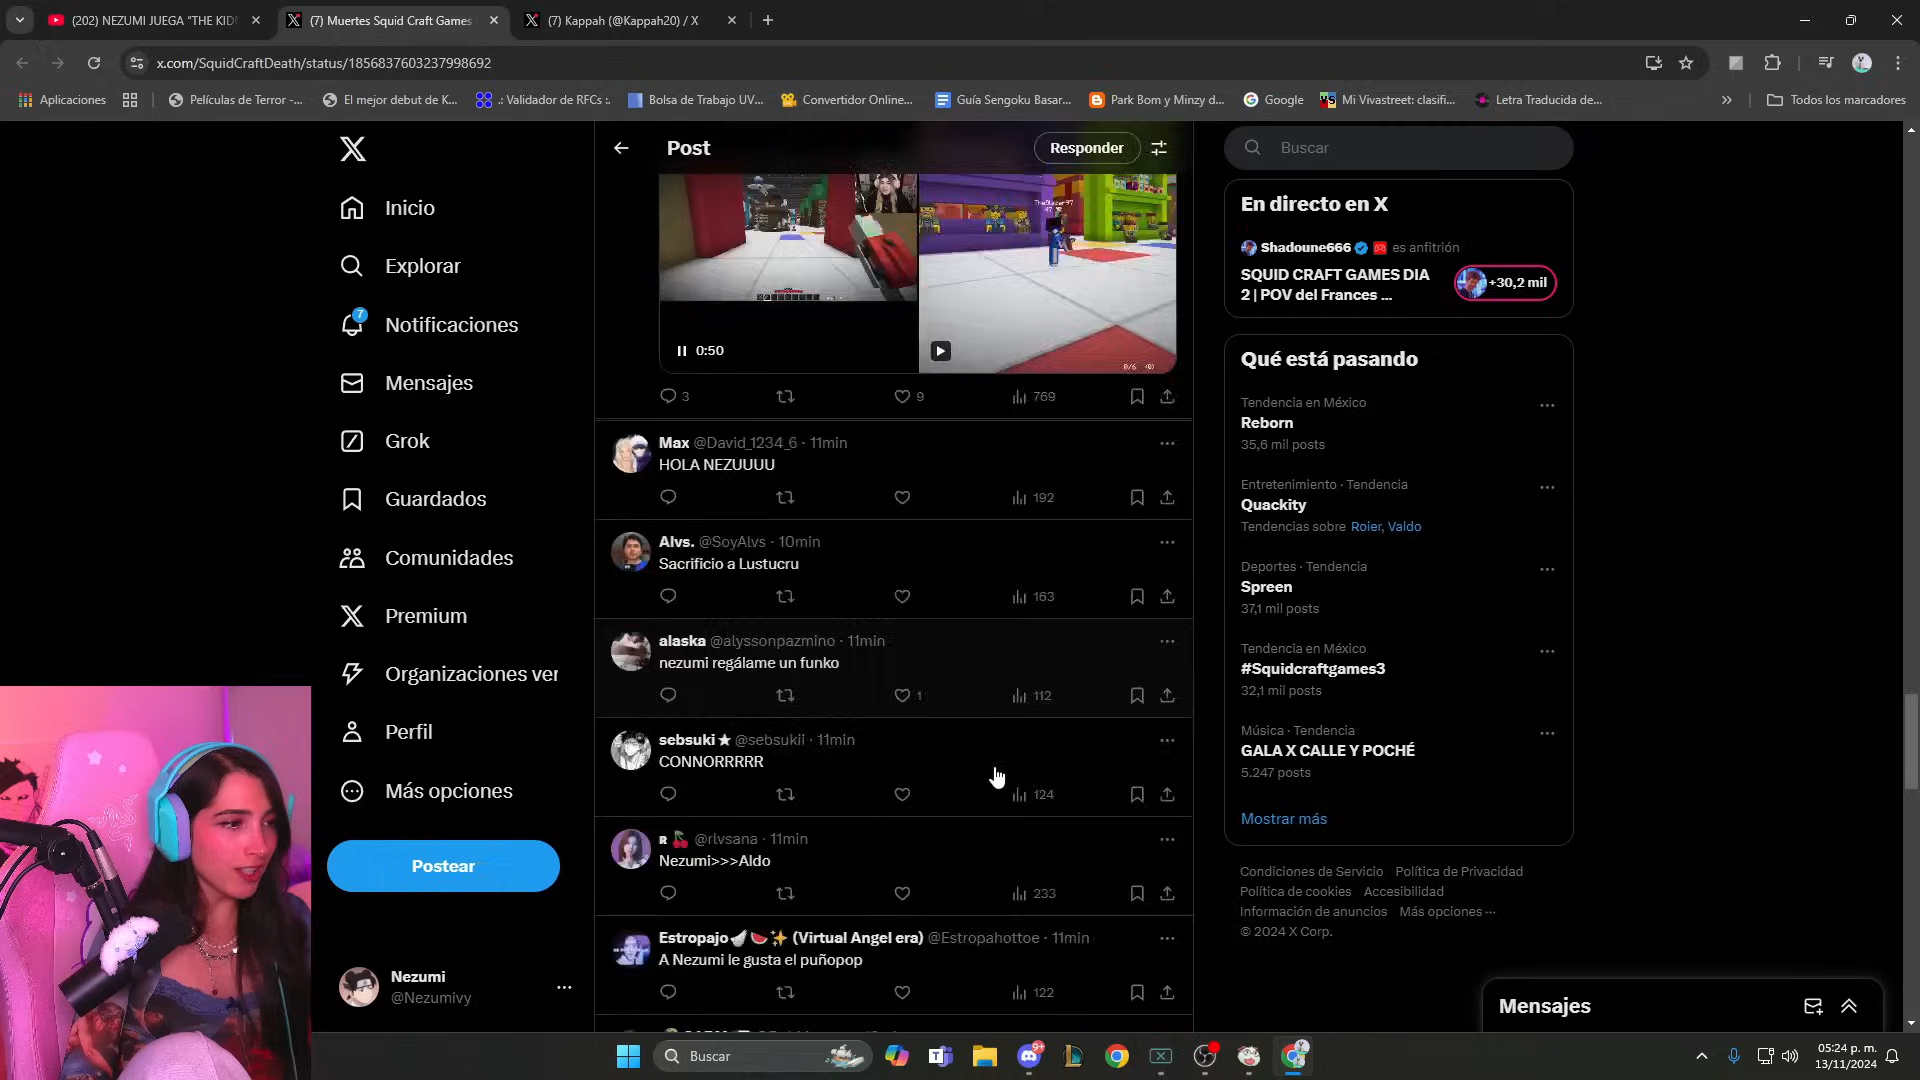 (202) NEZUMI JUEGA "THE KID
(7) Muertes Squid Craft Games
(7) Kappah (@Kappah20) / X
x.com/SquidCraftDeath/status/1856837603237998692
Aplicaciones
Películas de Terror -...
El mejor debut de K...
.: Validador de RFCs :.
Bolsa de Trabajo UV...
Convertidor Online...
Guía Sengoku Basar...
Park Bom y Minzy d...
Google
Mi Vivastreet: clasifi...
Letra Traducida de...
Todos los marcadores
Inicio
Explorar
7
Notificaciones
Mensajes
Grok
Guardados
Comunidades
Premium
Organizaciones ver
Perfil
Más opciones
Postear
Nezumi
@Nezumivy
Post
Responder
TheGlazer97
0:50
0/6
3
9
769
Max @David_1234_6 · 11min
HOLA NEZUUUU
192
Alvs. @SoyAlvs · 10min
Sacrificio a Lustucru
163
alaska @alyssonpazmino · 11min
nezumi regálame un funko
1
112
sebsuki★ @sebsukii · 11min
CONNORRRRR
124
ʀ🍒 @rlvsana · 11min
Nezumi>>>Aldo
233
Estropajo🪽🍉✨ (Virtual Angel era) @Estropahottoe · 11min
A Nezumi le gusta el puñopop
122
Buscar
En directo en X
Shadoune666 es anfitrión
SQUID CRAFT GAMES DIA
2 | POV del Frances ...
+30,2 mil
Qué está pasando
Tendencia en México
Reborn
35,6 mil posts
Entretenimiento · Tendencia
Quackity
Tendencias sobre Roier, Valdo
Deportes · Tendencia
Spreen
37,1 mil posts
Tendencia en México
#Squidcraftgames3
32,1 mil posts
Música · Tendencia
GALA X CALLE Y POCHÉ
5.247 posts
Mostrar más
Condiciones de Servicio Política de Privacidad
Política de cookies Accesibilidad
Información de anuncios Más opciones ···
© 2024 X Corp.
Mensajes
Buscar
9+
05:24 p. m.
13/11/2024